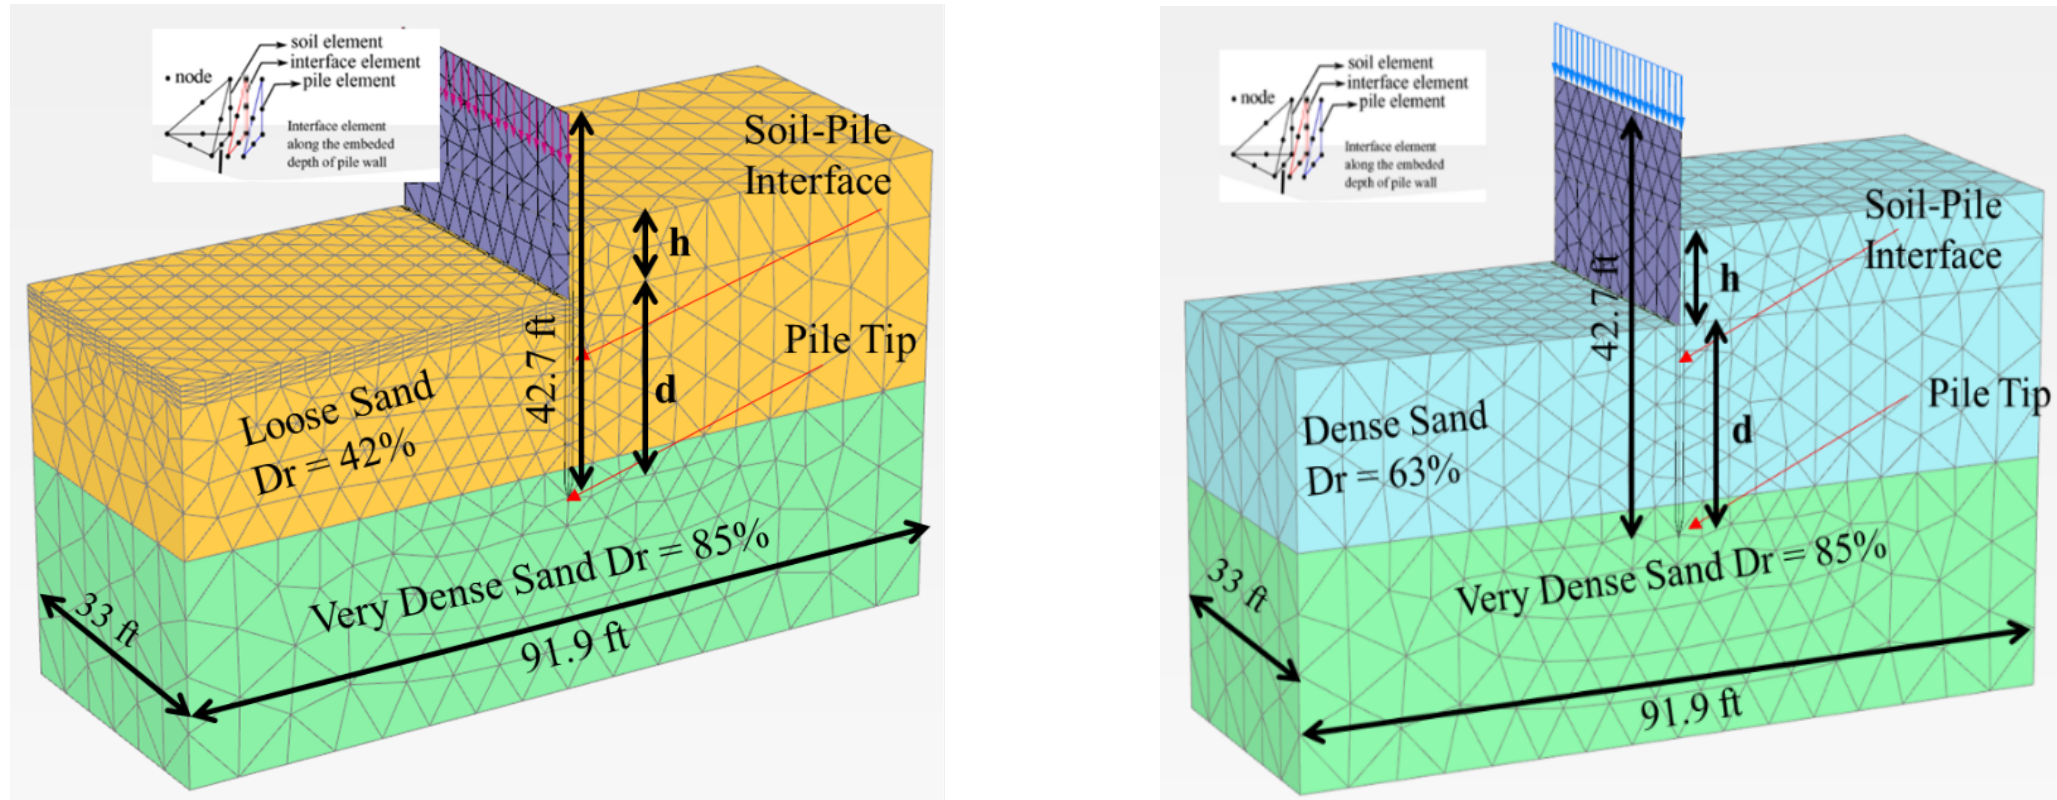 soil element
interface element
pile element
• node
Interface element
along the embeded
depth of pile wall
Soil-Pile
Interface
h
Pile Tip
42.7 ft
d
Loose Sand
Dr = 42%
Very Dense Sand Dr = 85%
33 ft
91.9 ft
soil element
interface element
pile element
• node
Interface element
along the embeded
depth of pile wall
Soil-Pile
Interface
h
42.7 ft
Pile Tip
d
Dense Sand
Dr = 63%
Very Dense Sand Dr = 85%
33 ft
91.9 ft